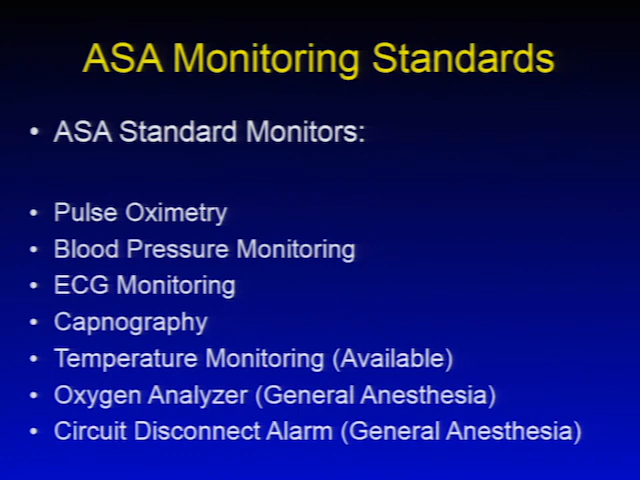 ASA Monitoring Standards
• ASA Standard Monitors:
• Pulse Oximetry
• Blood Pressure Monitoring
• ECG Monitoring
• Capnography
• Temperature Monitoring (Available)
• Oxygen Analyzer (General Anesthesia)
• Circuit Disconnect Alarm (General Anesthesia)